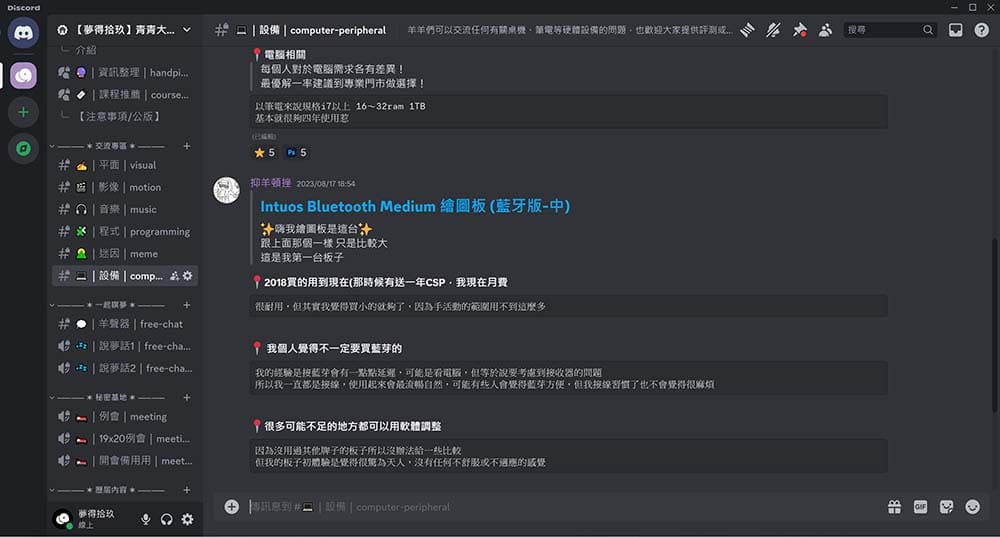 Discord
【夢得拾玖】青青大...
介紹
資訊整理 | handpi...
課程推薦 | course...
【注意事項/公版】
——— ✶ 交流專區 ✶ ———
平面 | visual
影像 | motion
音樂 | music
程式 | programming
迷因 | meme
設備 | comp...
——— ✶ 一起瞑夢 ✶ ———
羊聲器 | free-chat
說夢話1 | free-cha...
說夢話2 | free-cha...
——— ✶ 秘密基地 ✶ ———
例會 | meeting
19x20例會 | meeti...
開會備用用 | meet...
——— ✶ 歷屆內容 ✶ ———
夢得拾玖
線上
| 設備 | computer-peripheral
羊羊們可以交流任何有關桌機、筆電等硬體設備的問題，也歡迎大家提供評測或...
搜尋
📍電腦相關
每個人對於電腦需求各有差異！
最優解一率建議到專業門市做選擇！
以筆電來說規格i7以上 16～32ram 1TB
基本就很夠四年使用惹
(已編輯)
⭐ 5 Ps 5
抑羊頓挫 2023/08/17 18:54
Intuos Bluetooth Medium 繪圖板 (藍牙版-中)
✨嗨我繪圖板是這台✨
跟上面那個一樣 只是比較大
這是我第一台板子
📍2018買的用到現在(那時候有送一年CSP，我現在月費
很耐用，但其實我覺得買小的就夠了，因為手活動的範圍用不到這麼多
📍 我個人覺得不一定要買藍芽的
我的經驗是接藍芽會有一點點延遲，可能是看電腦，但等於說要考慮到接收器的問題
所以我一直都是接線，使用起來會最流暢自然，可能有些人會覺得藍芽方便，但我接線習慣了也不會覺得很麻煩
📍很多可能不足的地方都可以用軟體調整
因為沒用過其他牌子的板子所以沒辦法給一些比較
但我的板子初體驗是覺得很驚為天人，沒有任何不舒服或不適應的感覺
傳訊息到 #💻 | 設備 | computer-peripheral
GIF